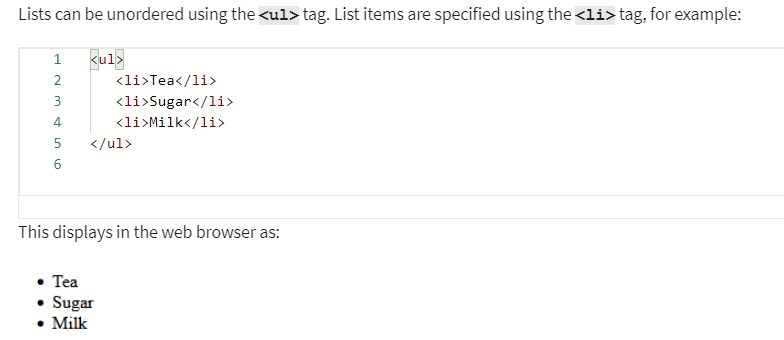 Lists can be unordered using the <ul> tag. List items are specified using the <li> tag, for example:
1 <ul>
2 <li>Tea</li>
3 <li>Sugar</li>
4 <li>Milk</li>
5 </ul>
6
This displays in the web browser as:
• Tea
• Sugar
• Milk